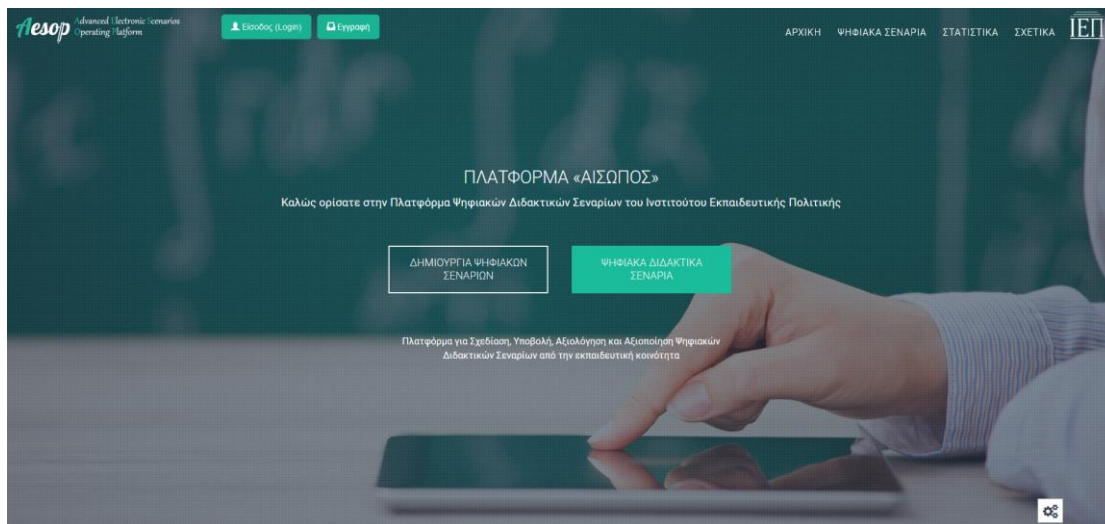 Aesop Advanced Electronic Scenarios
Operating Platform
Είσοδος (Login)
Εγγραφή
ΑΡΧΙΚΗ ΨΗΦΙΑΚΑ ΣΕΝΑΡΙΑ ΣΤΑΤΙΣΤΙΚΑ ΣΧΕΤΙΚΑ
ΙΕΠ
ΠΛΑΤΦΟΡΜΑ «ΑΙΣΩΠΟΣ»
Καλώς ορίσατε στην Πλατφόρμα Ψηφιακών Διδακτικών Σεναρίων του Ινστιτούτου Εκπαιδευτικής Πολιτικής
ΔΗΜΙΟΥΡΓΙΑ ΨΗΦΙΑΚΩΝ
ΣΕΝΑΡΙΩΝ
ΨΗΦΙΑΚΑ ΔΙΔΑΚΤΙΚΑ
ΣΕΝΑΡΙΑ
Πλατφόρμα για Σχεδίαση, Υποβολή, Αξιολόγηση και Αξιοποίηση Ψηφιακών
Διδακτικών Σεναρίων από την εκπαιδευτική κοινότητα